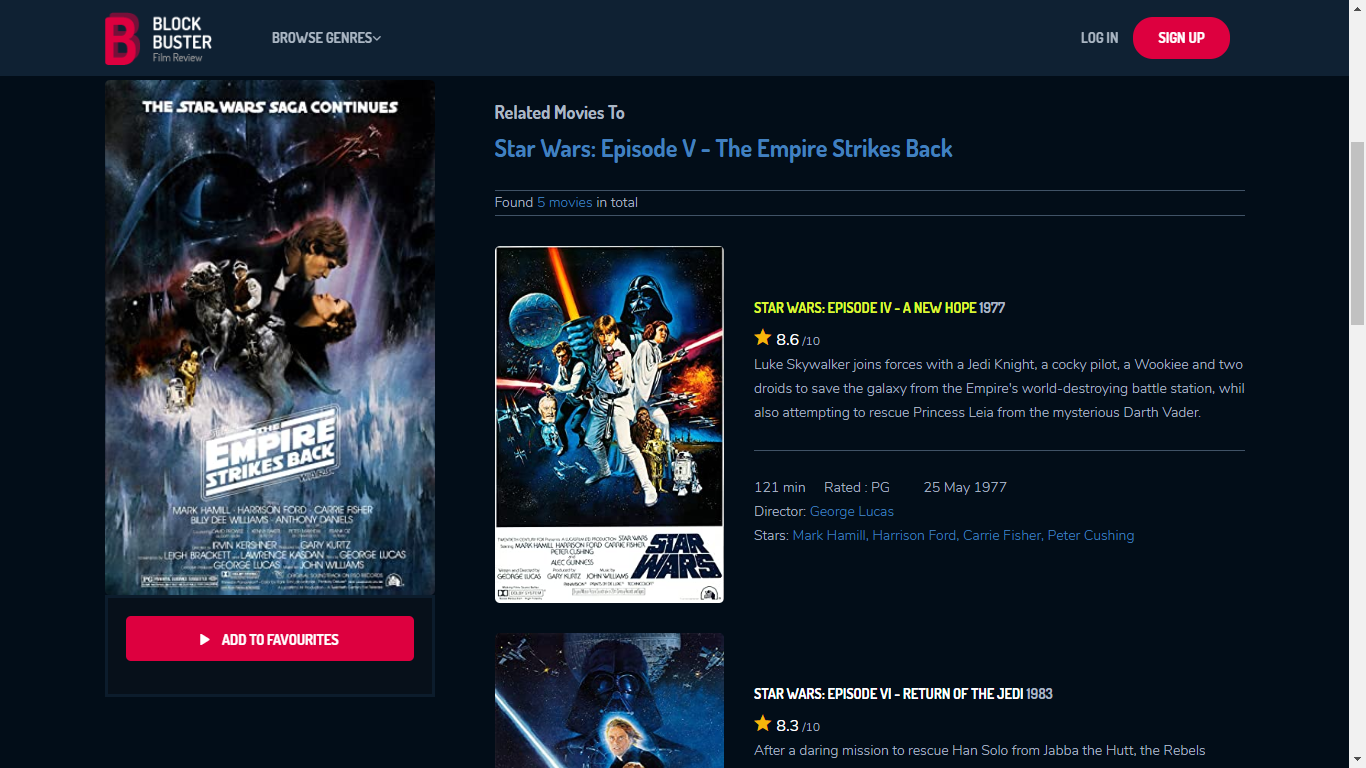 BLOCK
BUSTER
Film Review
BROWSE GENRES
LOG IN
SIGN UP
THE STAR WARS SAGA CONTINUES
THE
EMPIRE
STRIKES BACK
WARS
MARK HAMILL · HARRISON FORD · CARRIE FISHER
BILLY DEE WILLIAMS · ANTHONY DANIELS
IRVIN KERSHNER GARY KURTZ
LEIGH BRACKETT LAWRENCE KASDAN GEORGE LUCAS
GEORGE LUCAS JOHN WILLIAMS
PG
ADD TO FAVOURITES
Related Movies To
Star Wars: Episode V - The Empire Strikes Back
Found 5 movies in total
STAR WARS
MARK HAMILL HARRISON FORD CARRIE FISHER
PETER CUSHING
and
ALEC GUINNESS
GEORGE LUCAS GARY KURTZ JOHN WILLIAMS
STAR
WARS
STAR WARS: EPISODE IV - A NEW HOPE 1977
8.6 /10
Luke Skywalker joins forces with a Jedi Knight, a cocky pilot, a Wookiee and two
droids to save the galaxy from the Empire's world-destroying battle station, whil
also attempting to rescue Princess Leia from the mysterious Darth Vader.
121 min Rated : PG 25 May 1977
Director: George Lucas
Stars: Mark Hamill, Harrison Ford, Carrie Fisher, Peter Cushing
STAR WARS: EPISODE VI - RETURN OF THE JEDI 1983
8.3 /10
After a daring mission to rescue Han Solo from Jabba the Hutt, the Rebels